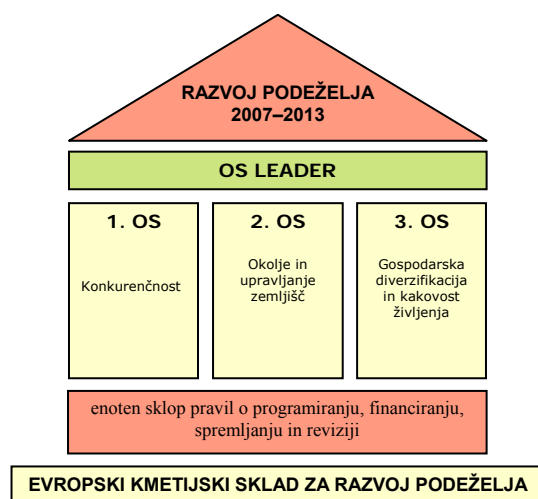 RAZVOJ PODEŽELJA
2007–2013
OS LEADER
1. OS
Konkurenčnost
2. OS
Okolje in
upravljanje
zemljišč
3. OS
Gospodarska
diverzifikacija
in kakovost
življenja
enoten sklop pravil o programiranju, financiranju,
spremljanju in reviziji
EVROPSKI KMETIJSKI SKLAD ZA RAZVOJ PODEŽELJA